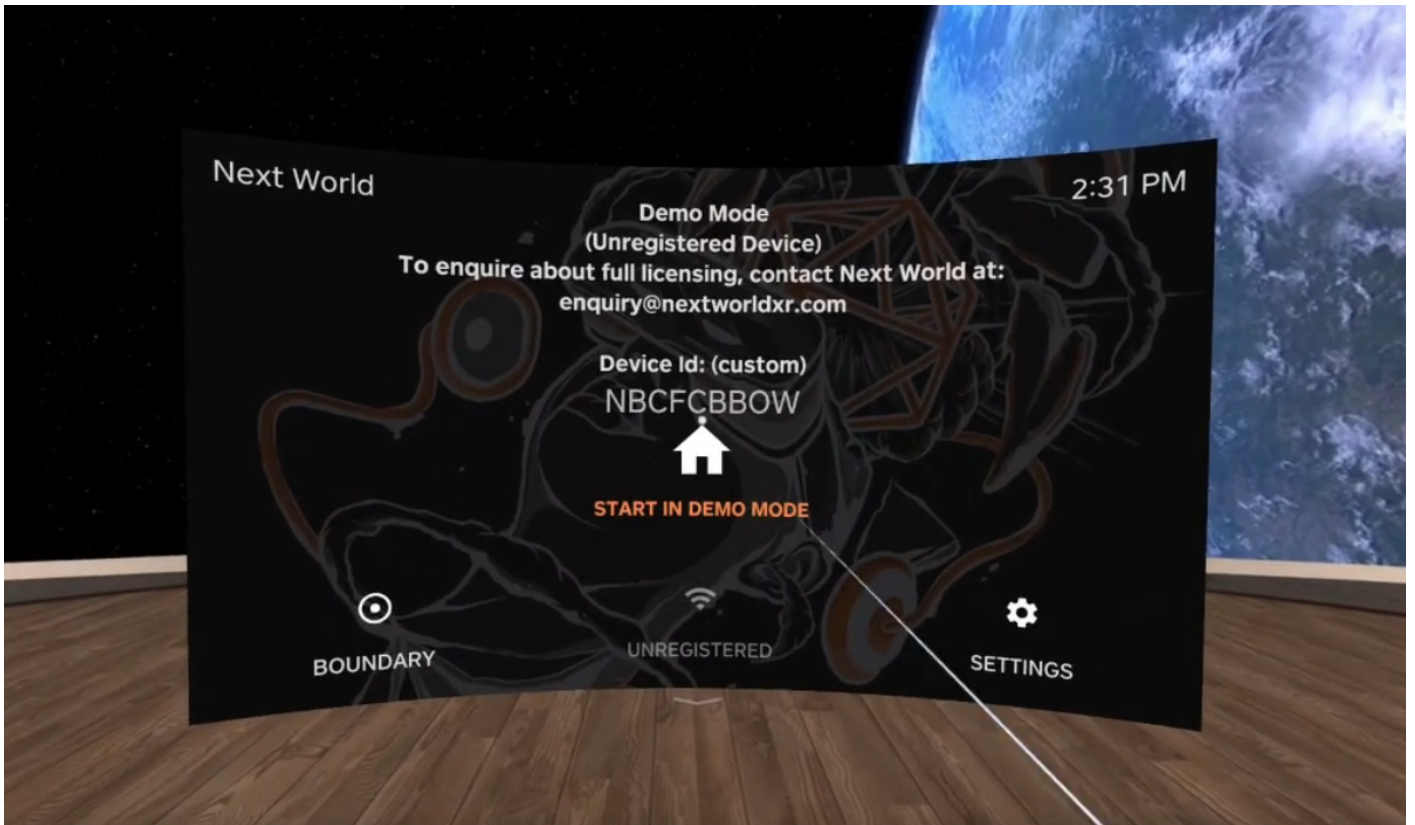 Next World
2:31 PM
Demo Mode
(Unregistered Device)
To enquire about full licensing, contact Next World at:
enquiry@nextworldxr.com
Device Id: (custom)
NBCFCBBOW
START IN DEMO MODE
BOUNDARY
UNREGISTERED
SETTINGS